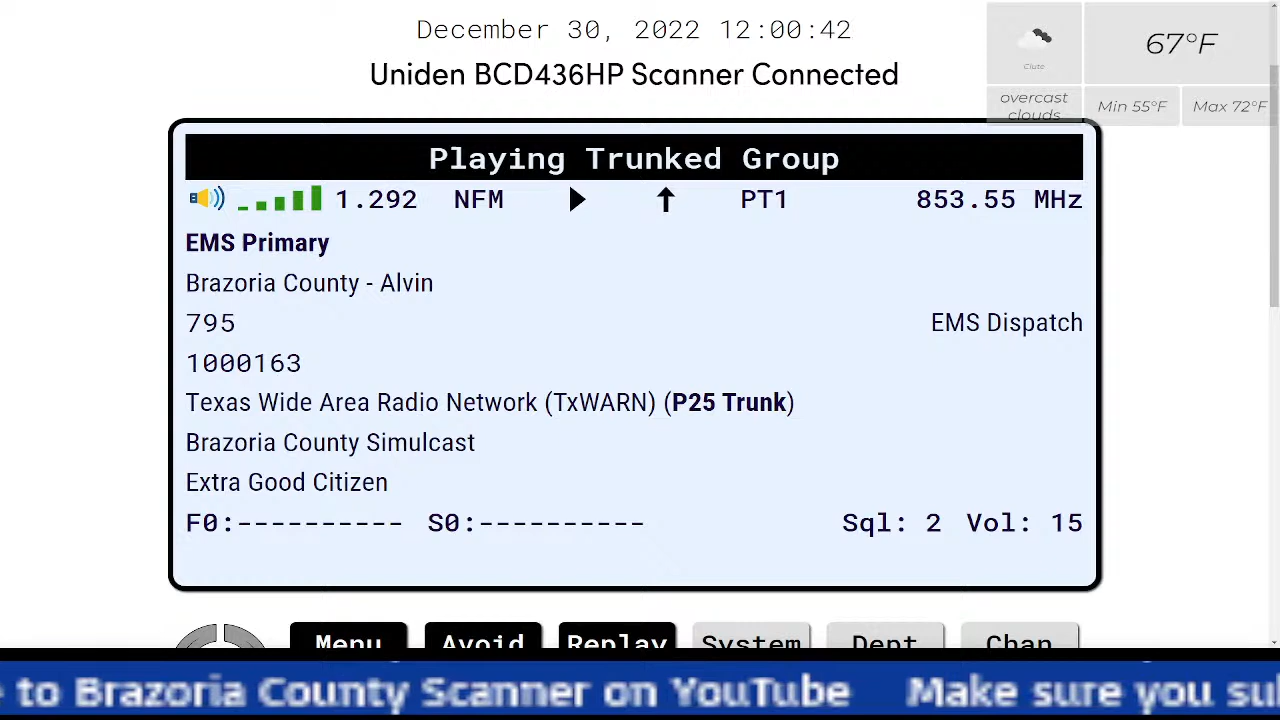 December 30, 2022 12:00:42
Uniden BCD436HP Scanner Connected
Clute
67°F
overcast clouds
Min 55°F
Max 72°F
Playing Trunked Group
1.292 NFM PT1 853.55 MHz
EMS Primary
Brazoria County - Alvin
795 EMS Dispatch
1000163
Texas Wide Area Radio Network (TxWARN) (P25 Trunk)
Brazoria County Simulcast
Extra Good Citizen
F0:---------- S0:---------- Sql: 2 Vol: 15
Menu Avoid Replay System Dept Chan
to Brazoria County Scanner on YouTube Make sure you